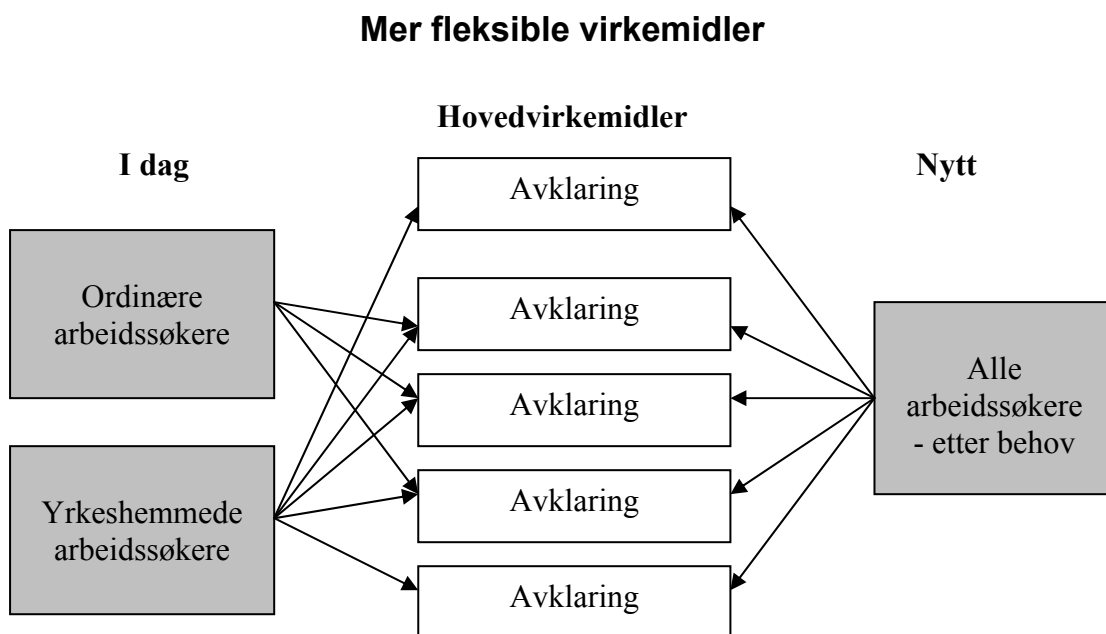 Mer fleksible virkemidler
Hovedvirkemidler
I dag
Nytt
Avklaring
Ordinære
arbeidssøkere
Avklaring
Avklaring
Alle
arbeidssøkere
- etter behov
Yrkeshemmede
arbeidssøkere
Avklaring
Avklaring